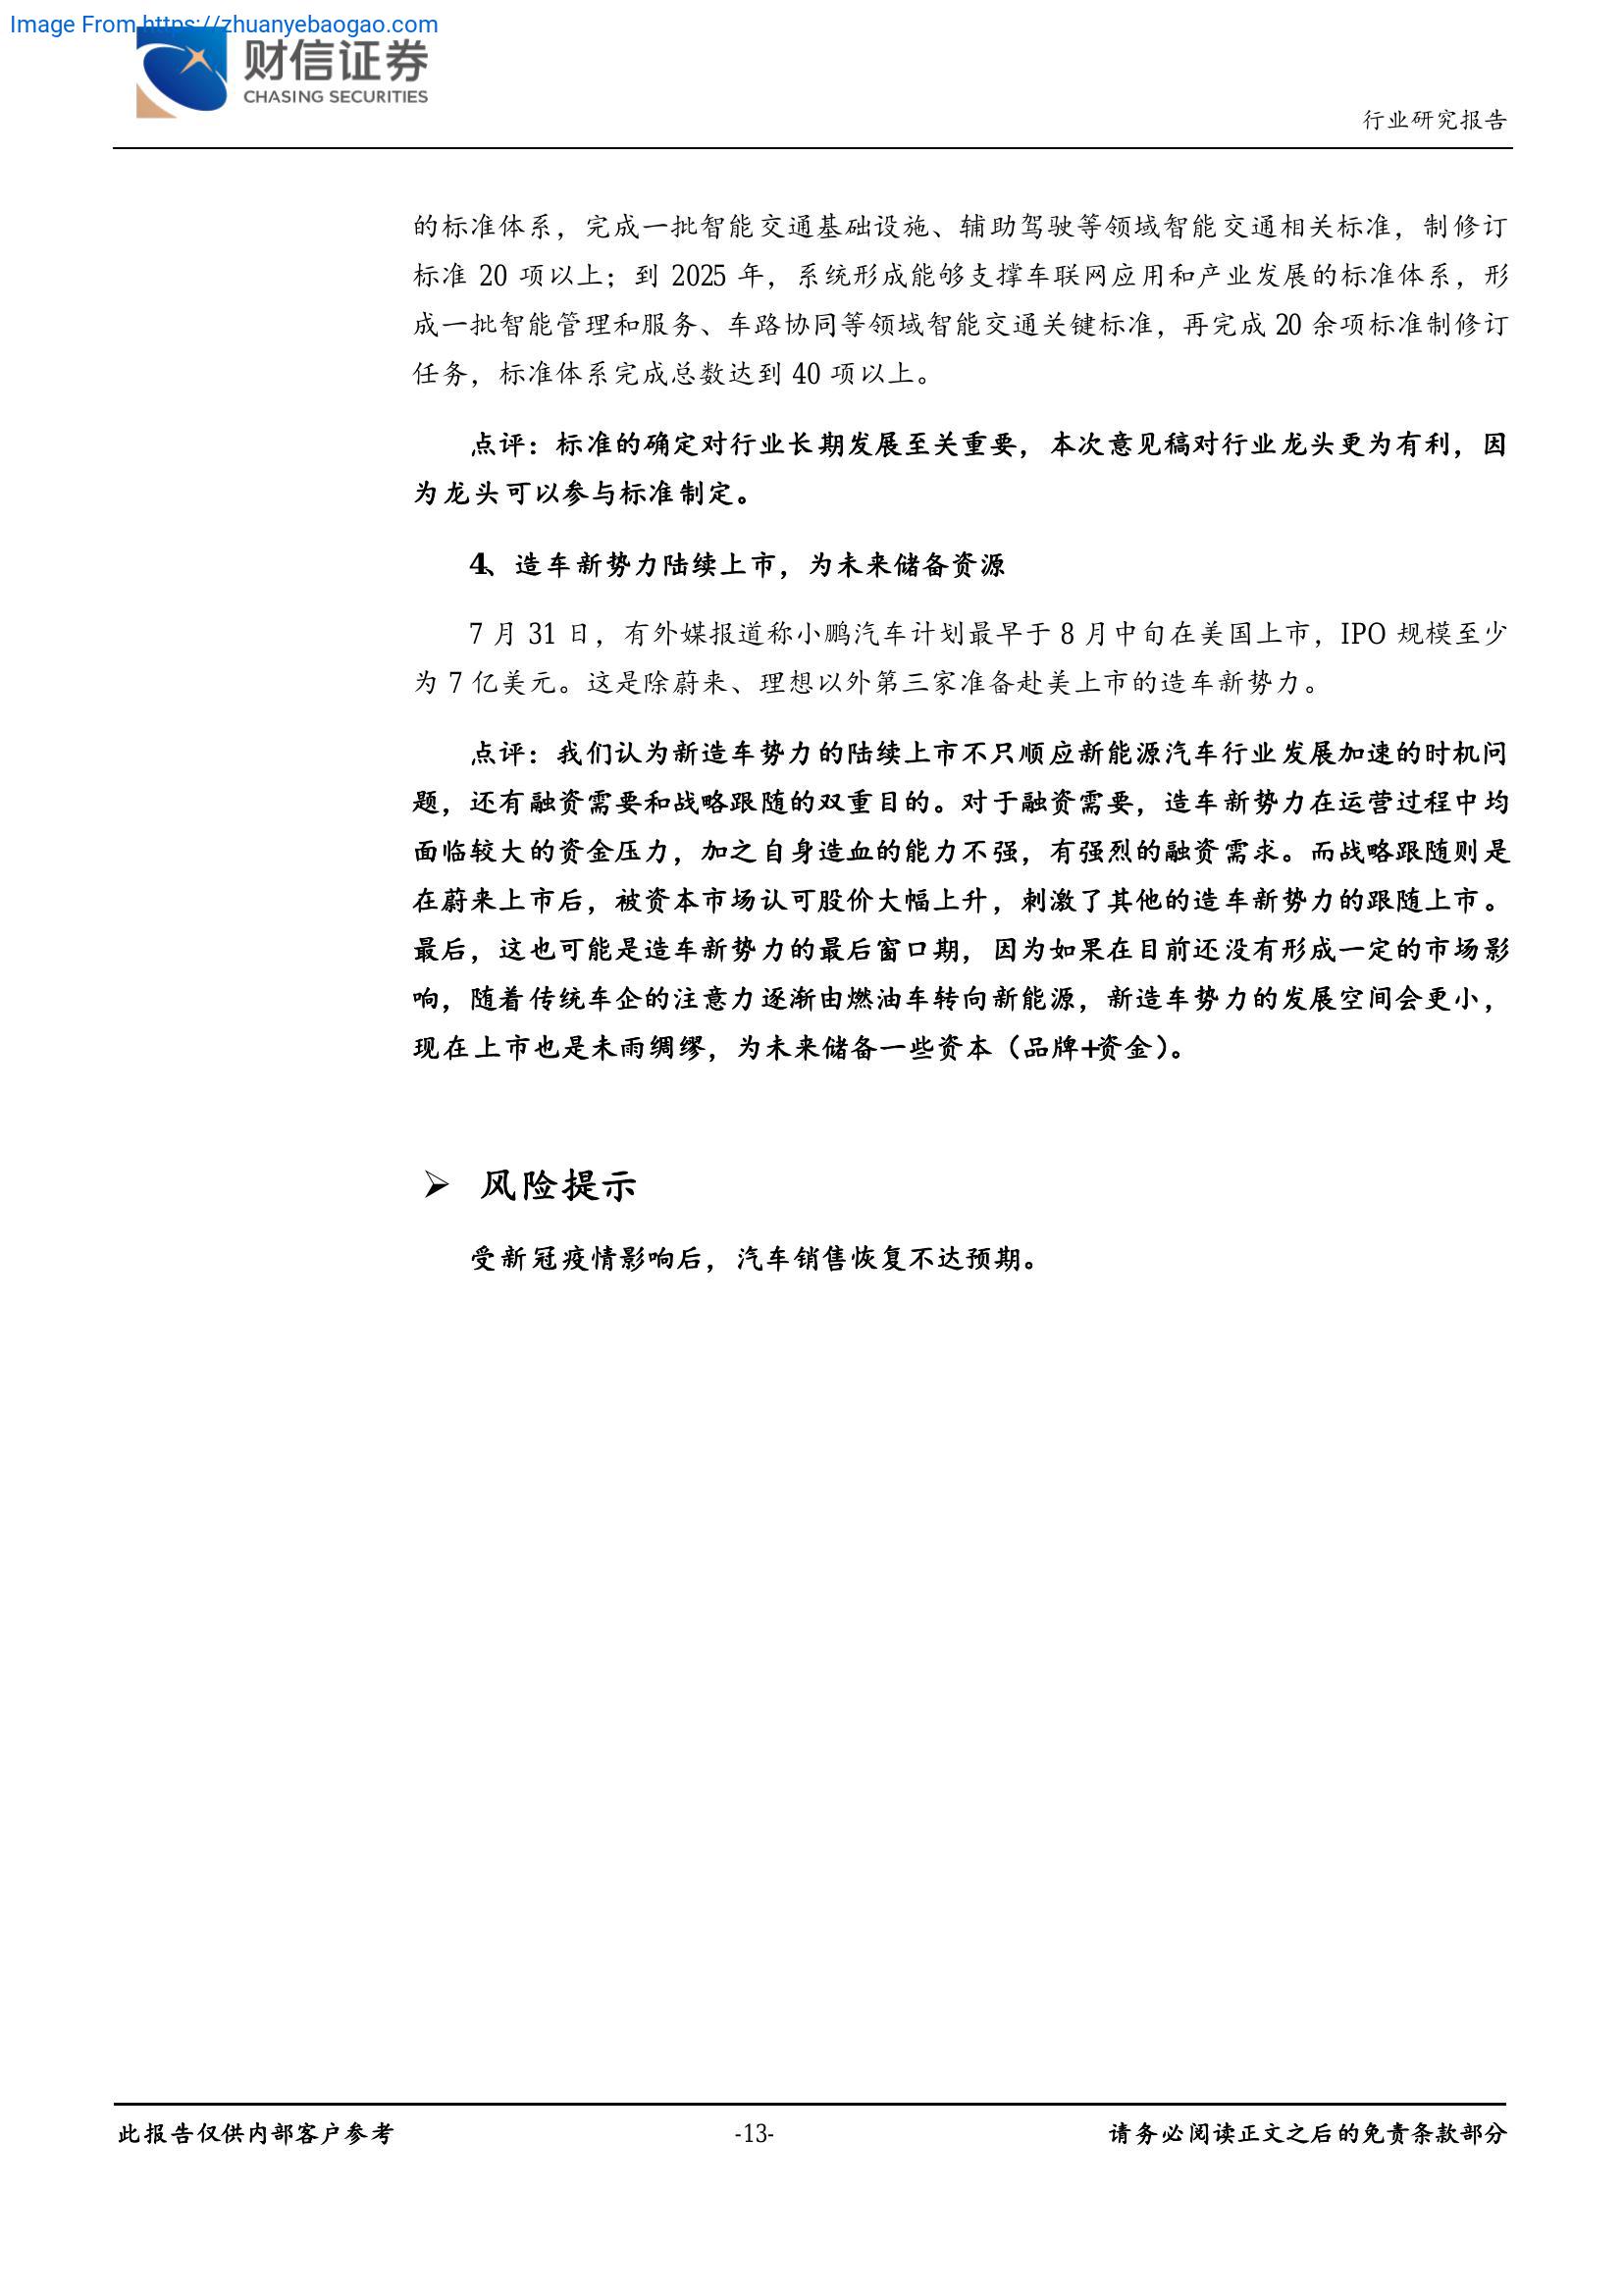 Image From https://zhuanyebaogao.com
财信证券
CHASING SECURITIES
行业研究报告
的标准体系，完成一批智能交通基础设施、辅助驾驶等领域智能交通相关标准，制修订
标准 20 项以上；到 2025 年，系统形成能够支撑车联网应用和产业发展的标准体系，形
成一批智能管理和服务、车路协同等领域智能交通关键标准，再完成 20 余项标准制修订
任务，标准体系完成总数达到 40 项以上。
点评：标准的确定对行业长期发展至关重要，本次意见稿对行业龙头更为有利，因
为龙头可以参与标准制定。
4、造车新势力陆续上市，为未来储备资源
7 月 31 日，有外媒报道称小鹏汽车计划最早于 8 月中旬在美国上市，IPO 规模至少
为 7 亿美元。这是除蔚来、理想以外第三家准备赴美上市的造车新势力。
点评：我们认为新造车势力的陆续上市不只顺应新能源汽车行业发展加速的时机问
题，还有融资需要和战略跟随的双重目的。对于融资需要，造车新势力在运营过程中均
面临较大的资金压力，加之自身造血的能力不强，有强烈的融资需求。而战略跟随则是
在蔚来上市后，被资本市场认可股价大幅上升，刺激了其他的造车新势力的跟随上市。
最后，这也可能是造车新势力的最后窗口期，因为如果在目前还没有形成一定的市场影
响，随着传统车企的注意力逐渐由燃油车转向新能源，新造车势力的发展空间会更小，
现在上市也是未雨绸缪，为未来储备一些资本（品牌+资金）。
➢ 风险提示
受新冠疫情影响后，汽车销售恢复不达预期。
此报告仅供内部客户参考
-13-
请务必阅读正文之后的免责条款部分